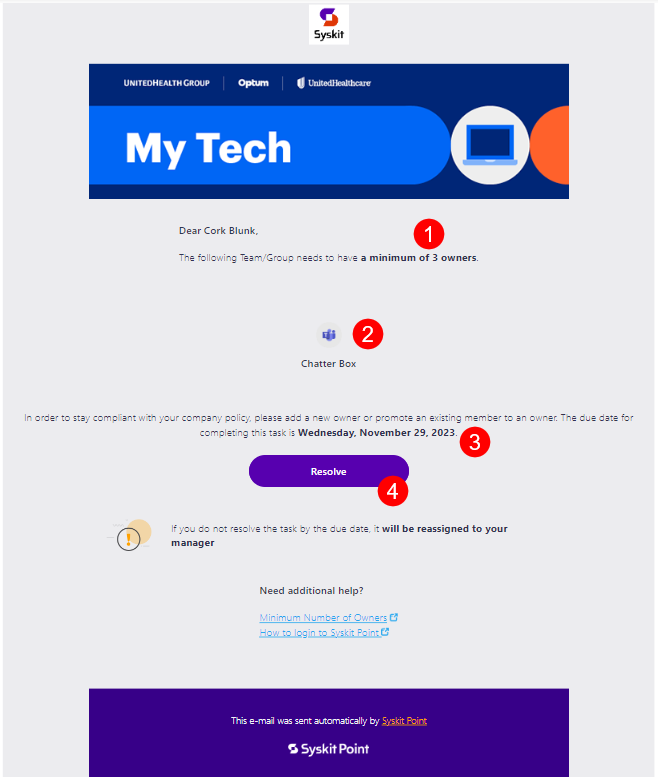 Syskit
UNITEDHEALTH GROUP Optum UnitedHealthcare
My Tech
1
Dear Cork Blunk,
The following Team/Group needs to have a minimum of 3 owners.
2
Chatter Box
In order to stay compliant with your company policy, please add a new owner or promote an existing member to an owner. The due date for
completing this task is Wednesday, November 29, 2023.
3
Resolve
4
If you do not resolve the task by the due date, it will be reassigned to your
manager
Need additional help?
Minimum Number of Owners
How to login to Syskit Point
This e-mail was sent automatically by Syskit Point
Syskit Point